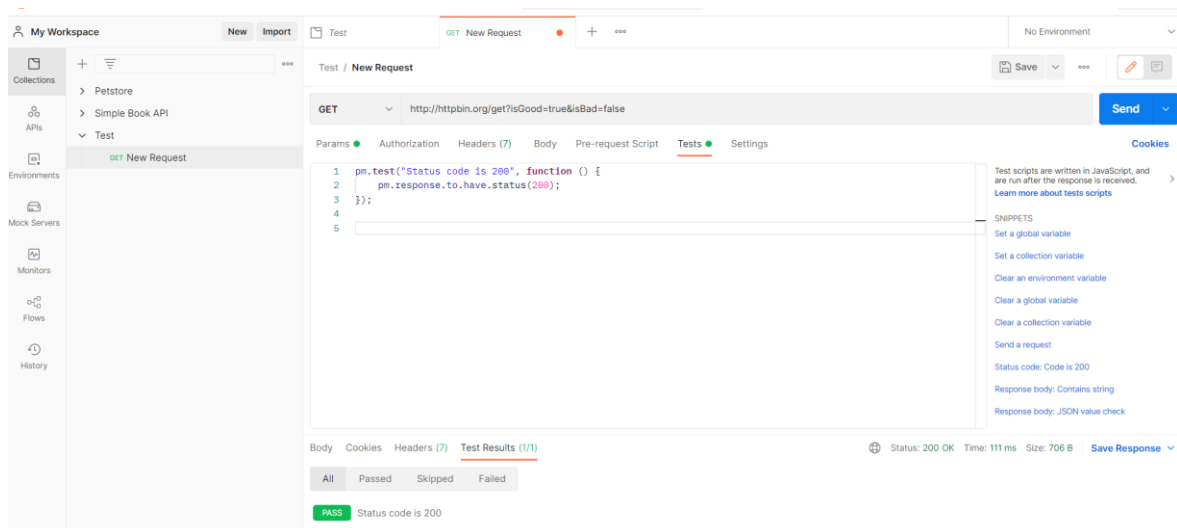 My Workspace
New Import
Test
GET New Request
No Environment
Collections
APIs
Environments
Mock Servers
Monitors
Flows
History
Petstore
Simple Book API
Test
GET New Request
Test / New Request
Save
GET http://httpbin.org/get?isGood=true&isBad=false
Send
Params Authorization Headers (7) Body Pre-request Script Tests Settings
Cookies
1 pm.test("Status code is 200", function () {
2 pm.response.to.have.status(200);
3 });
4
5
Test scripts are written in JavaScript, and
are run after the response is received.
Learn more about tests scripts
SNIPPETS
Set a global variable
Set a collection variable
Clear an environment variable
Clear a global variable
Clear a collection variable
Send a request
Status code: Code is 200
Response body: Contains string
Response body: JSON value check
Body Cookies Headers (7) Test Results (1/1)
Status: 200 OK Time: 111 ms Size: 706 B Save Response
All Passed Skipped Failed
PASS Status code is 200